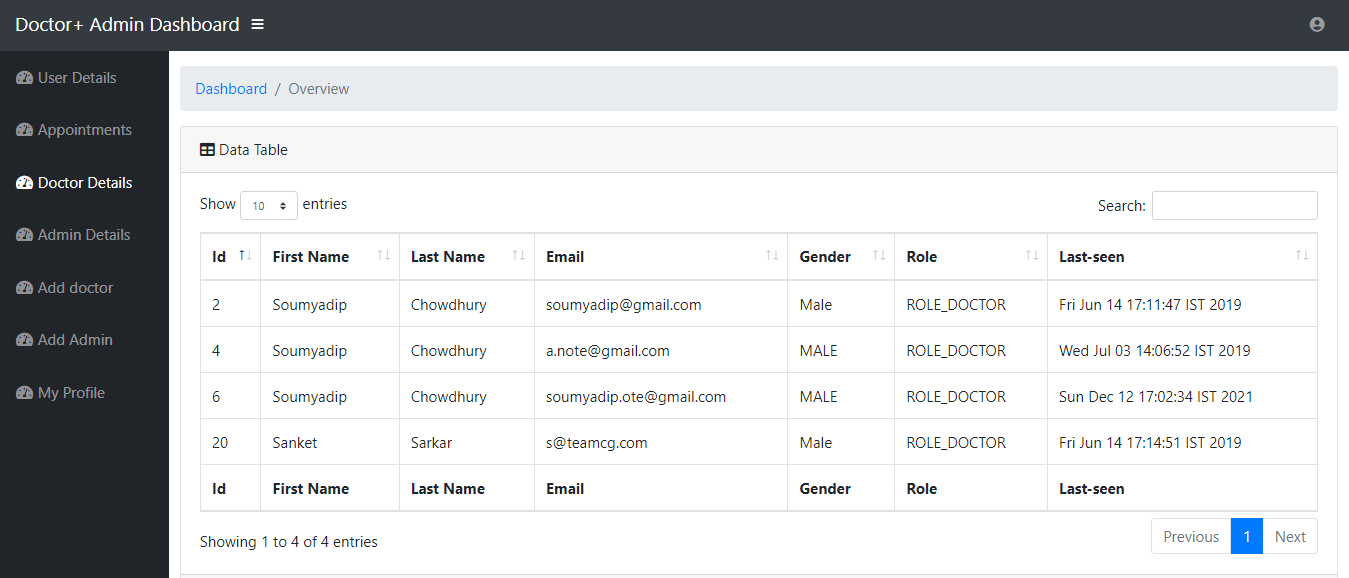 Doctor+ Admin Dashboard
User Details
Appointments
Doctor Details
Admin Details
Add doctor
Add Admin
My Profile
Dashboard / Overview
Data Table
Show 10 entries
Search:
Id First Name Last Name Email Gender Role Last-seen
2 Soumyadip Chowdhury soumyadip@gmail.com Male ROLE_DOCTOR Fri Jun 14 17:11:47 IST 2019
4 Soumyadip Chowdhury a.note@gmail.com MALE ROLE_DOCTOR Wed Jul 03 14:06:52 IST 2019
6 Soumyadip Chowdhury soumyadip.ote@gmail.com MALE ROLE_DOCTOR Sun Dec 12 17:02:34 IST 2021
20 Sanket Sarkar s@teamcg.com Male ROLE_DOCTOR Fri Jun 14 17:14:51 IST 2019
Id First Name Last Name Email Gender Role Last-seen
Showing 1 to 4 of 4 entries
Previous 1 Next